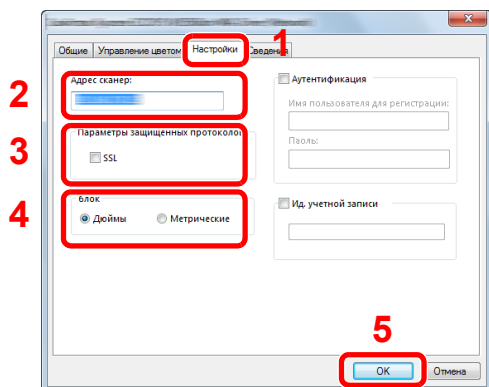 1
Общие Управление цветом Настройки Сведения
2
Адрес сканер:
Аутентификация
Имя пользователя для регистрации:
3
Параметры защищенных протоколов
Паоль:
SSL
4
блок
Дюймы Метрические
Ид. учетной записи
5
OK Отмена